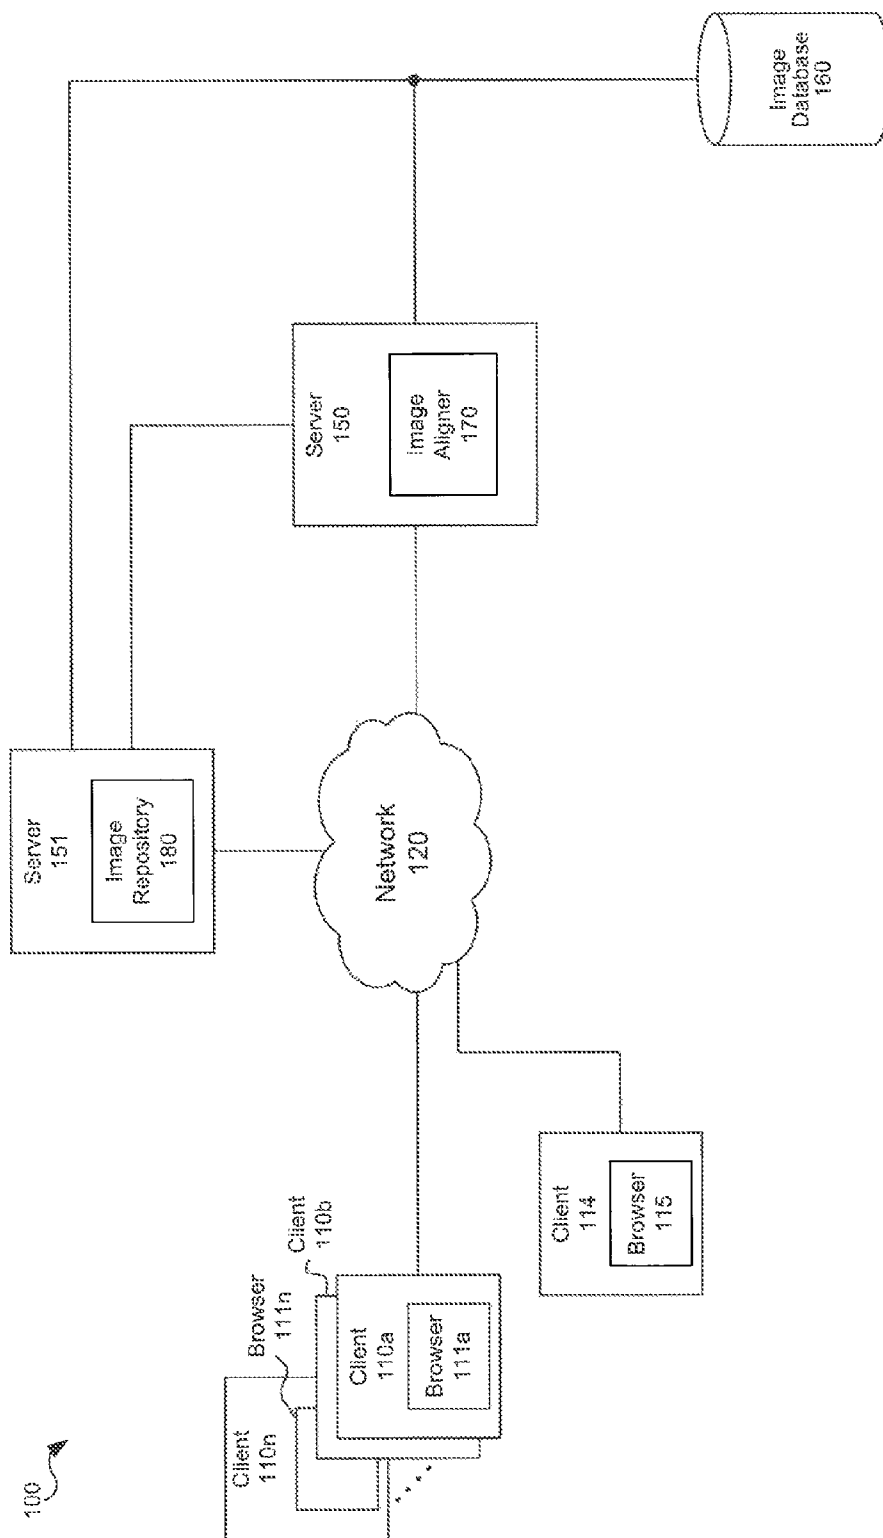 100
Client
110n
Browser
111n
Client
110b
Client
110a
Browser
111a
Client
114
Browser
115
Network
120
Server
151
Image
Repository
180
Server
150
Image
Aligner
170
Image
Database
160